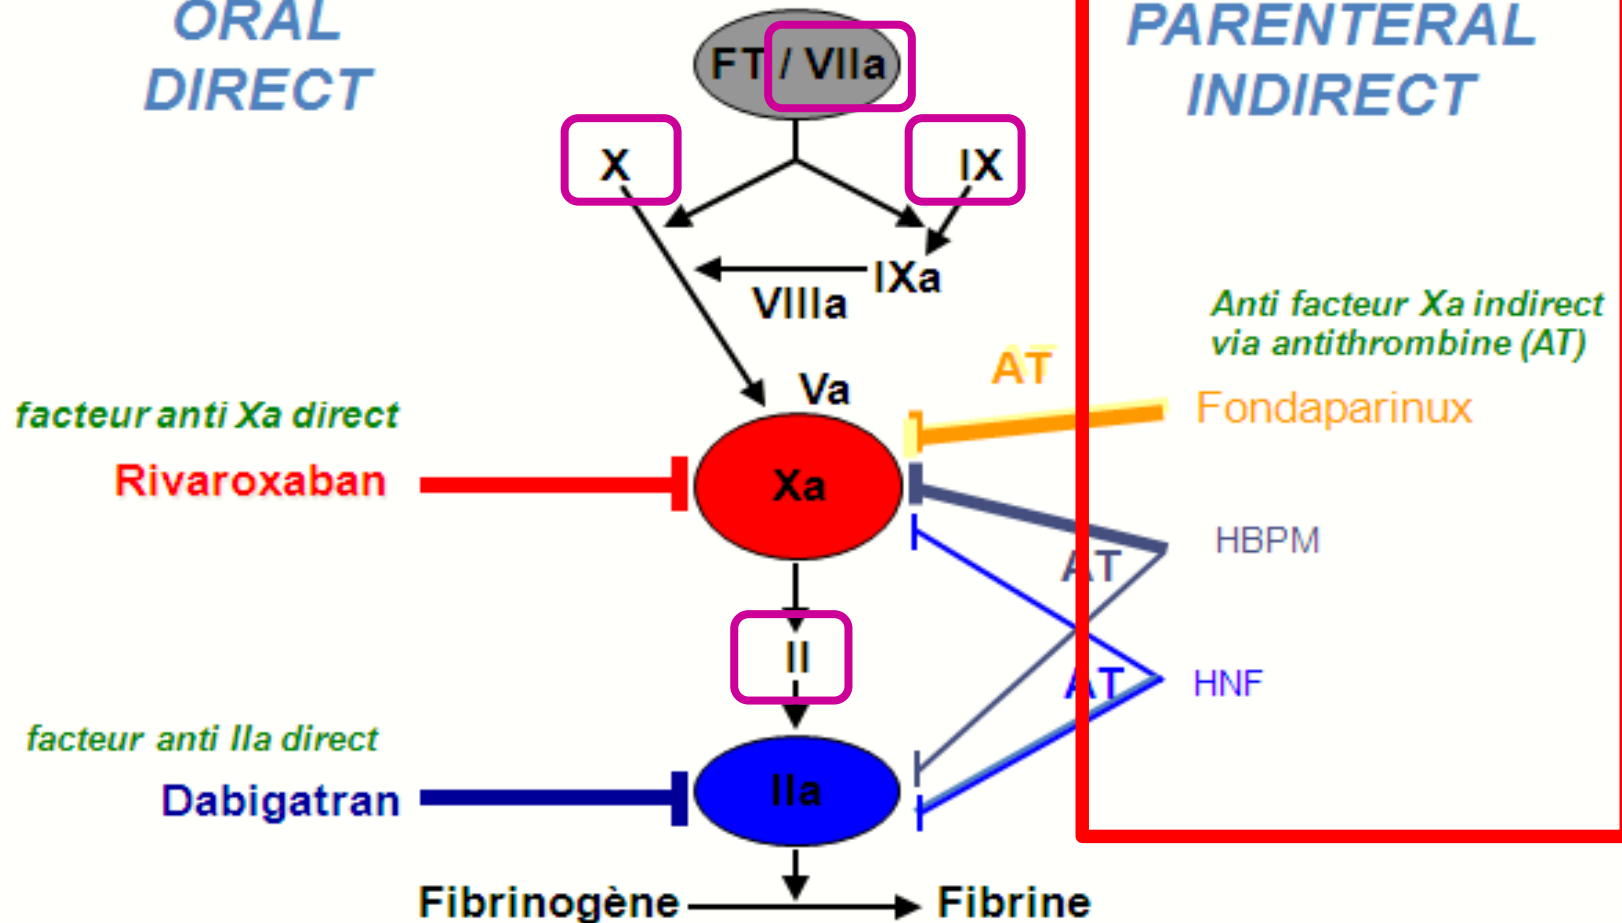 ORAL
DIRECT
FT / VIIa
PARENTERAL
INDIRECT
X
IX
IXa
VIIIa
Anti facteur Xa indirect
via antithrombine (AT)
AT
Va
Fondaparinux
facteur anti Xa direct
Rivaroxaban
Xa
HBPM
AT
II
HNF
AT
facteur anti IIa direct
Dabigatran
IIa
Fibrinogène
Fibrine